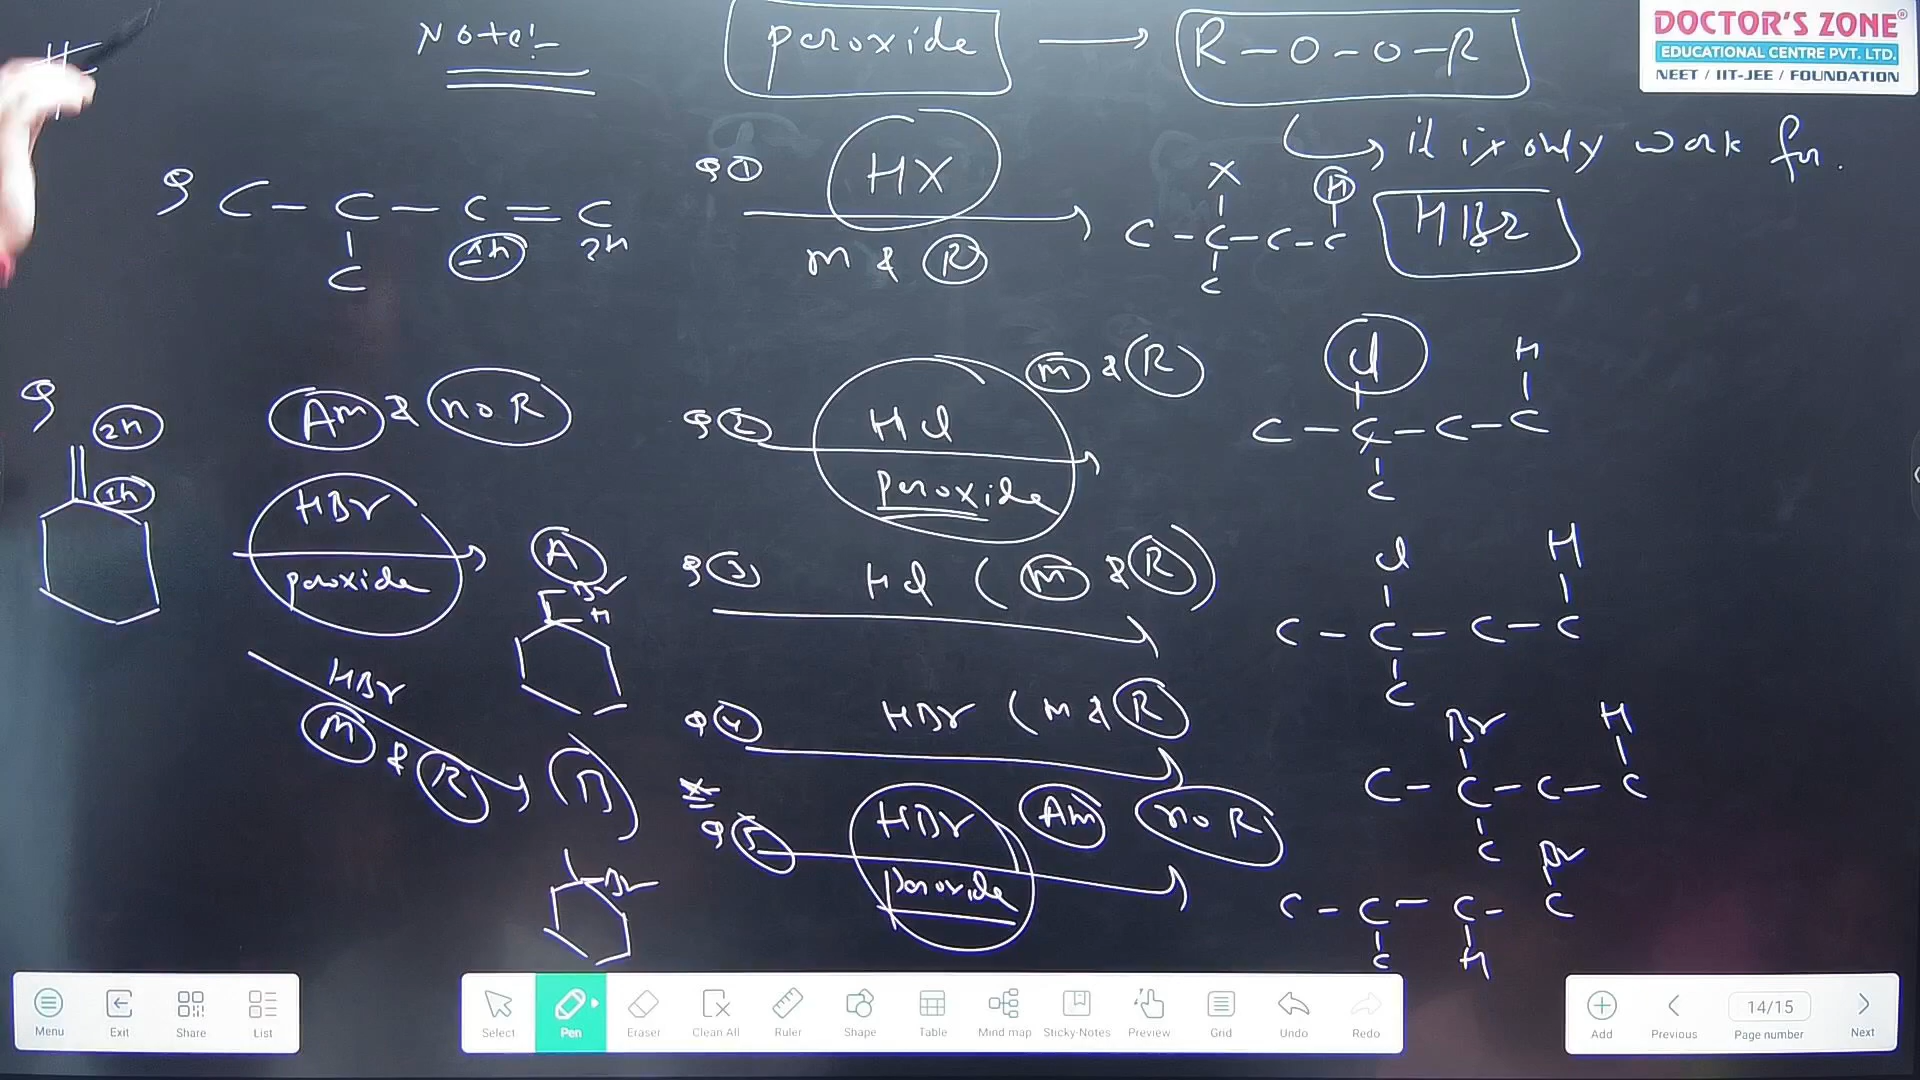 Note:-
peroxide → R-O-O-R
DOCTOR'S ZONE®
EDUCATIONAL CENTRE PVT. LTD.
NEET / IIT-JEE / FOUNDATION
it is only work for.
HBr
Q C-C-C=C
1H 2H
C
Q① HX
M & R
X H
C-C-C-C
C
Q
2H
1H
AM & no R
HBr
peroxide
A
Br
H
HBr
M & R
B
Br
Q② HCl
peroxide
M & R
Cl H
C-C-C-C
C
Q③ HCl (M & R)
Cl H
C-C-C-C
C
Q④ HBr (M & R)
Br H
C-C-C-C
C
Q⑤ HBr AM no R
peroxide
Br
C-C-C-C
C H
Menu
Exit
Share
List
Select
Pen
Eraser
Clean All
Ruler
Shape
Table
Mind map
Sticky-Notes
Preview
Grid
Undo
Redo
Add
Previous
14/15
Page number
Next